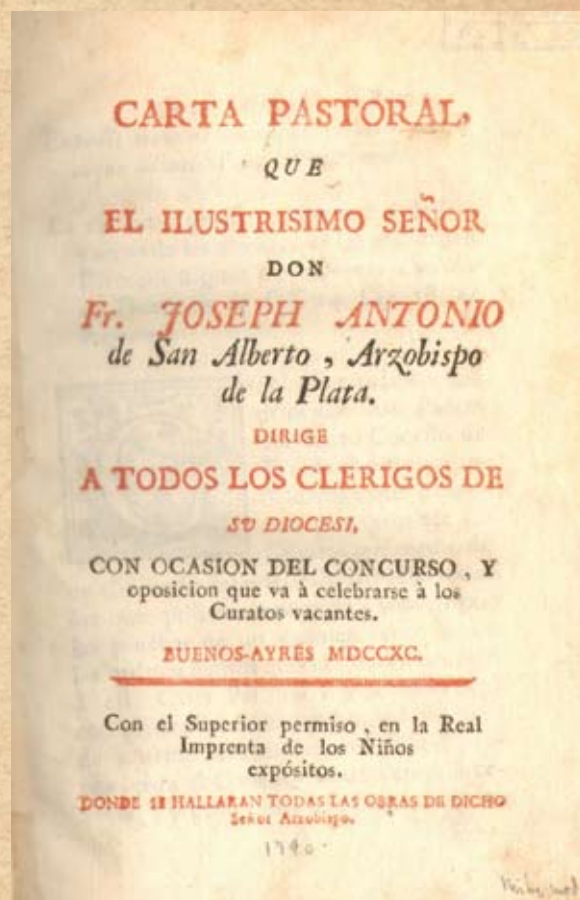 CARTA PASTORAL,
QUE
EL ILUSTRISIMO SEÑOR
DON
Fr. JOSEPH ANTONIO
de San Alberto, Arzobispo
de la Plata.
DIRIGE
A TODOS LOS CLERIGOS DE
SU DIOCESI,
CON OCASION DEL CONCURSO, Y
oposicion que va à celebrarse à los
Curatos vacantes.
BUENOS-AYRES MDCCXC.
Con el Superior permiso, en la Real
Imprenta de los Niños
expósitos.
DONDE SE HALLARAN TODAS LAS OBRAS DE DICHO
Señor Arzobispo.
1790